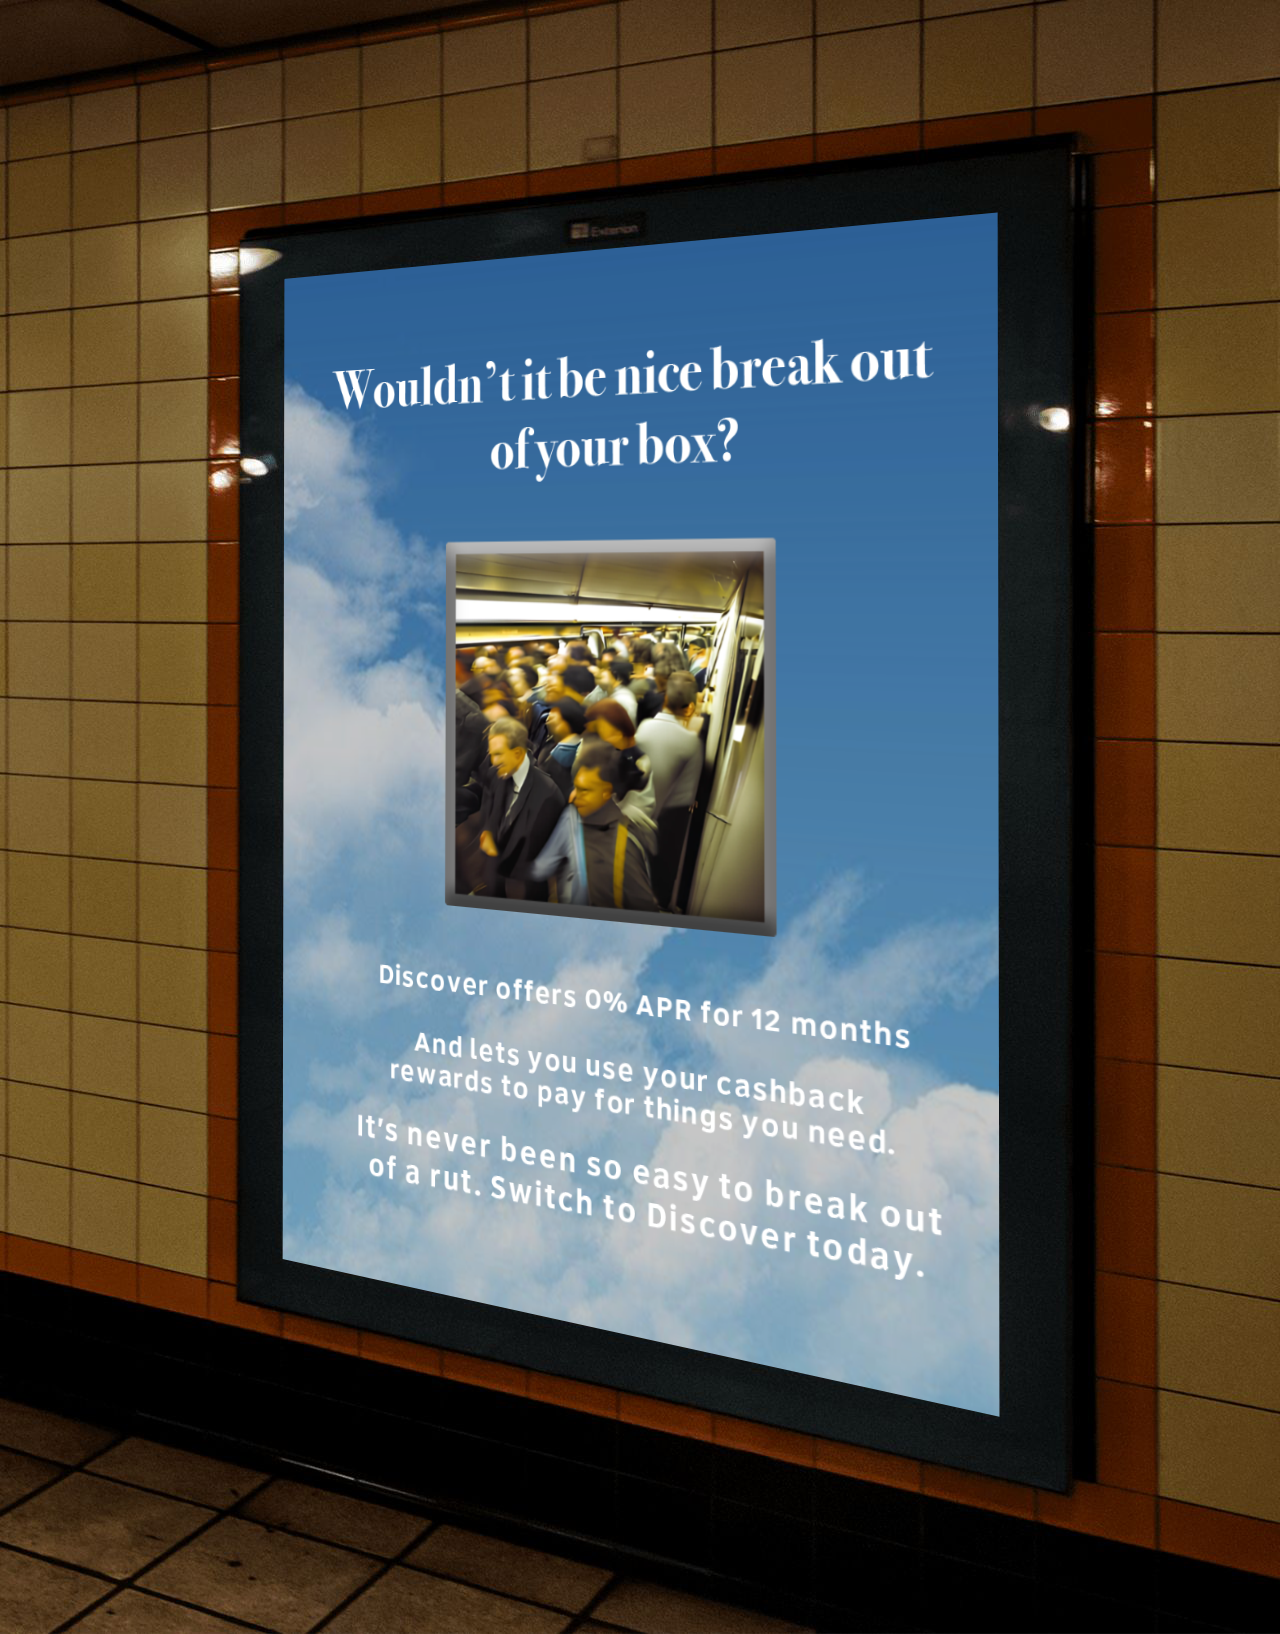 Exterion
Wouldn't it be nice break out
of your box?
Discover offers 0% APR for 12 months
And lets you use your cashback
rewards to pay for things you need.
It's never been so easy to break out
of a rut. Switch to Discover today.